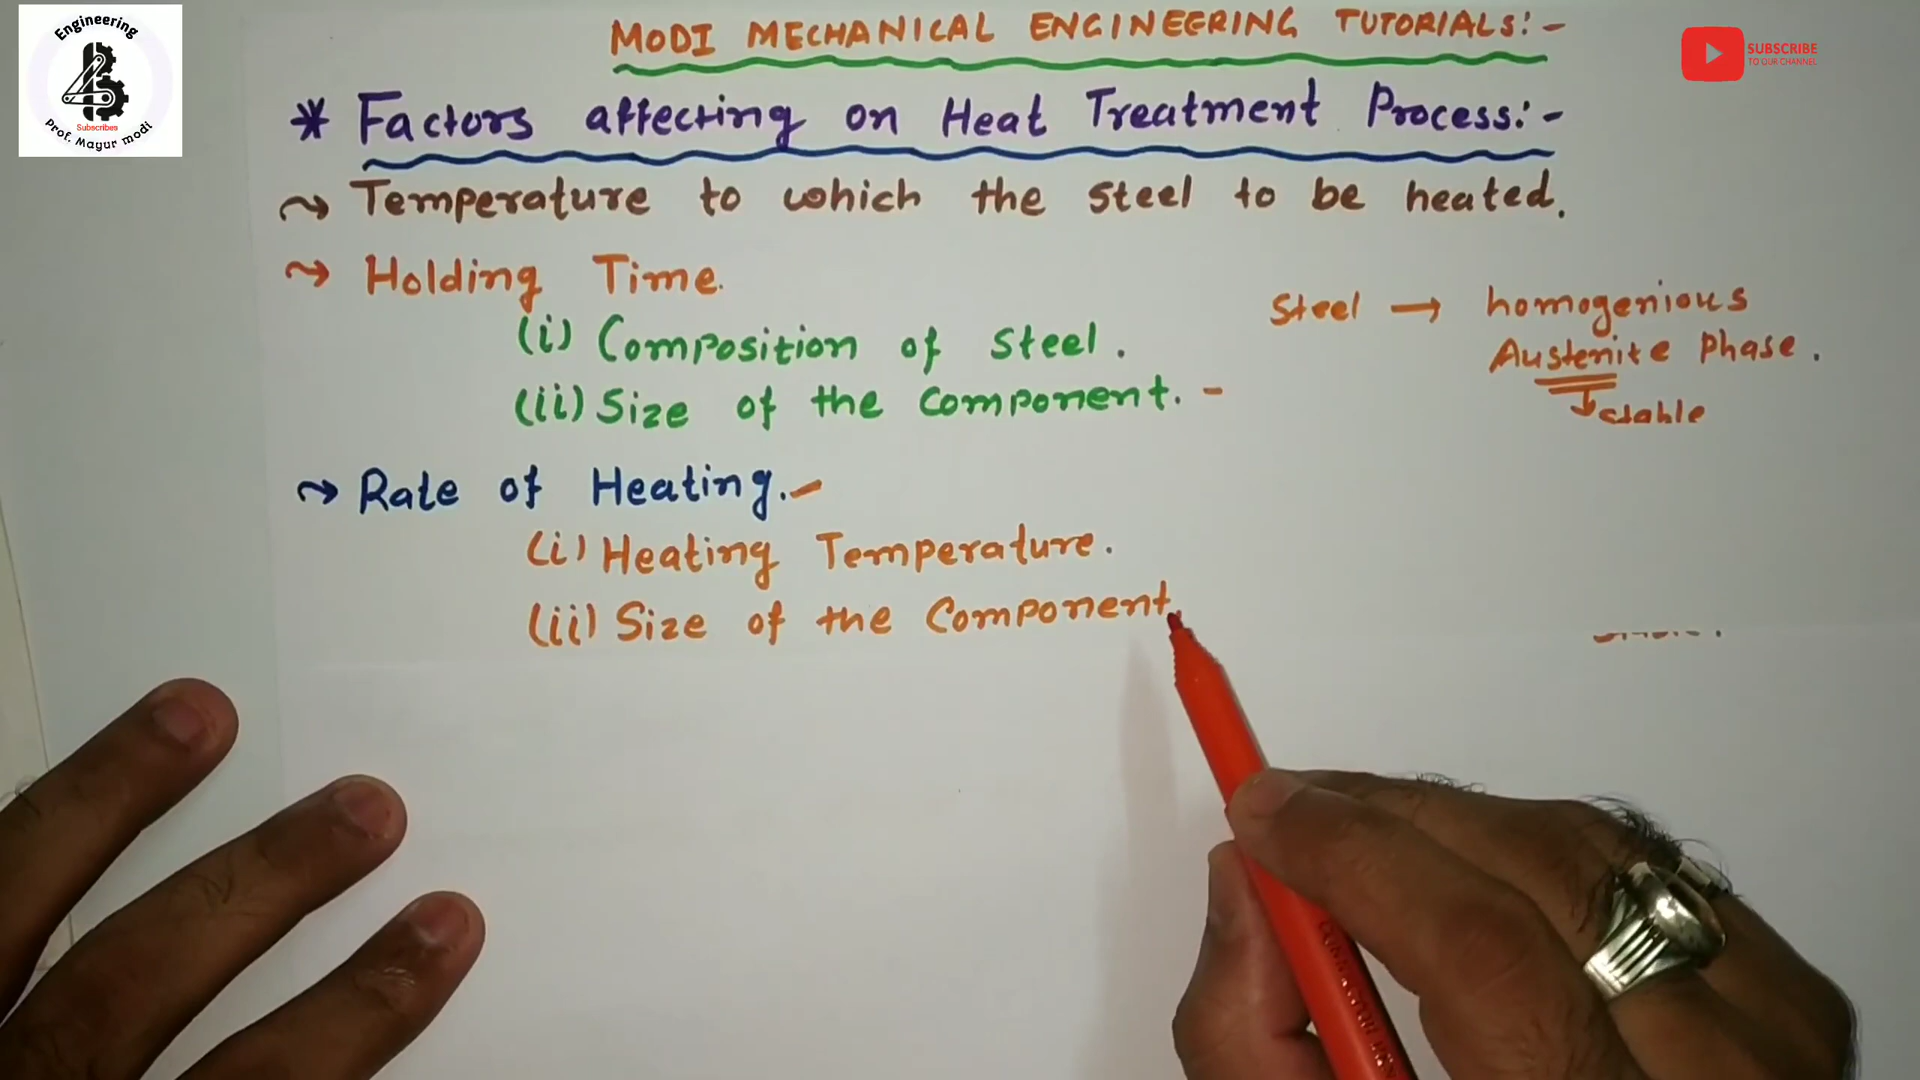 Engineering
Subscribes
Prof. Mayur modi
SUBSCRIBE
TO OUR CHANNEL
MODI MECHANICAL ENGINEERING TUTORIALS:-
* Factors affecting on Heat Treatment Process:-
Temperature to which the steel to be heated.
Holding Time.
(i) Composition of steel.
(ii) Size of the component. -
Steel → homogenious
Austenite phase.
stable
Rate of Heating. -
(i) Heating Temperature.
(ii) Size of the Component.